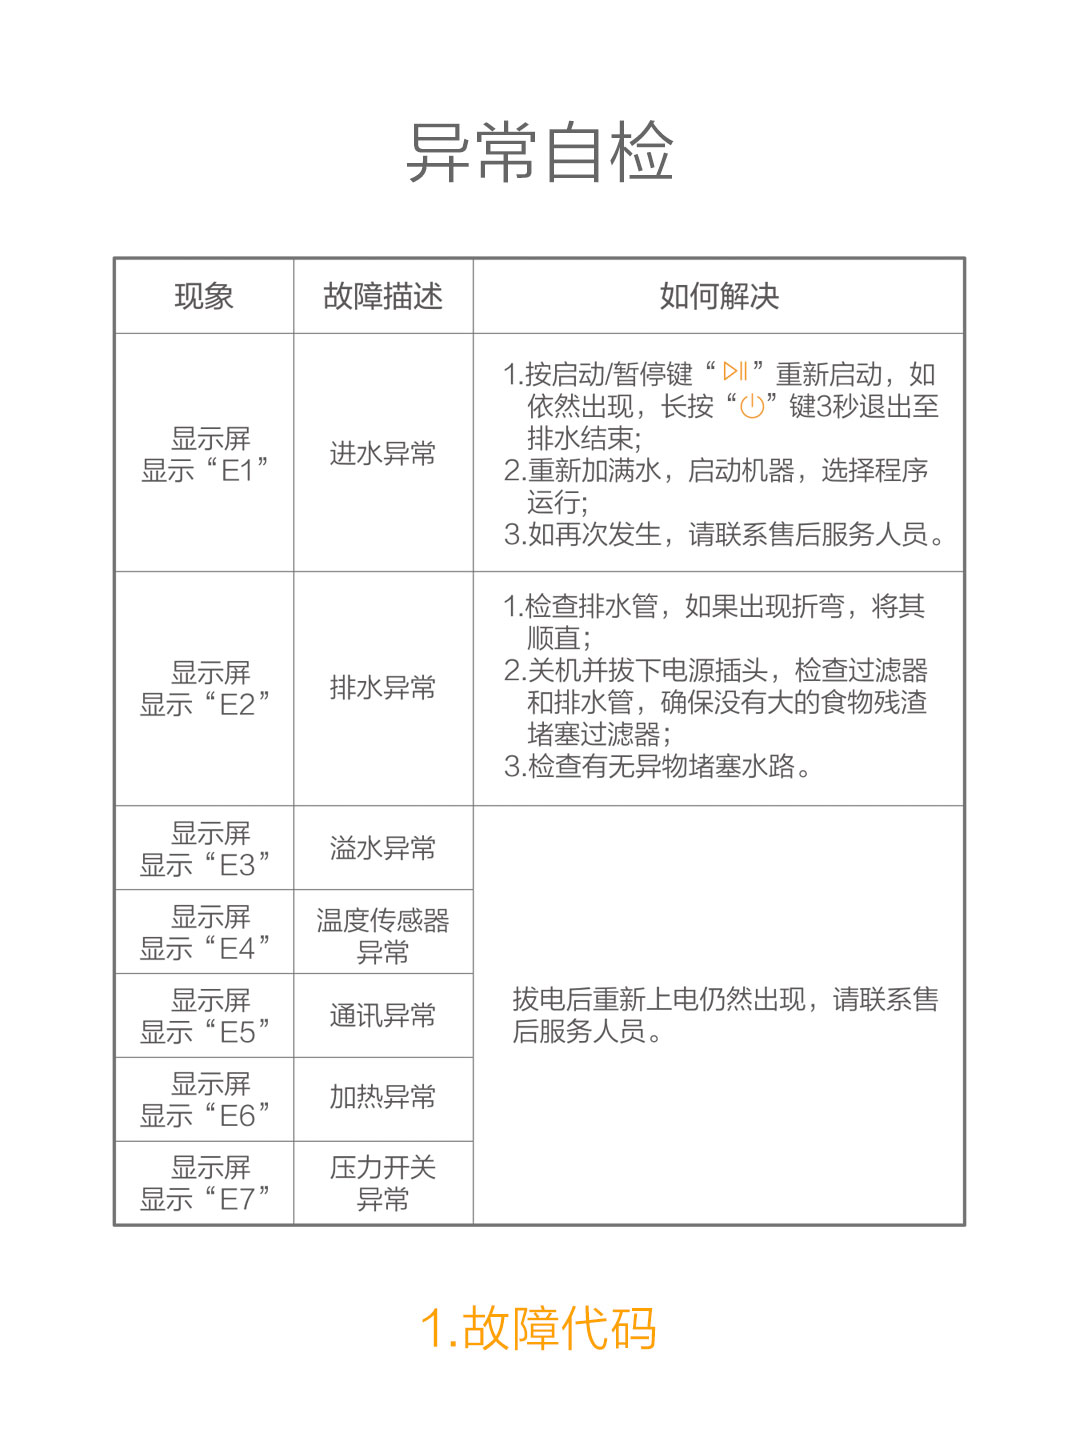 异常自检
现象
故障描述
如何解决
显示屏
显示“E1”
进水异常
1.按启动/暂停键“▷||”重新启动，如
依然出现，长按“⏻”键3秒退出至
排水结束；
2.重新加满水，启动机器，选择程序
运行；
3.如再次发生，请联系售后服务人员。
显示屏
显示“E2”
排水异常
1.检查排水管，如果出现折弯，将其
顺直；
2.关机并拔下电源插头，检查过滤器
和排水管，确保没有大的食物残渣
堵塞过滤器；
3.检查有无异物堵塞水路。
显示屏
显示“E3”
溢水异常
显示屏
显示“E4”
温度传感器
异常
显示屏
显示“E5”
通讯异常
显示屏
显示“E6”
加热异常
显示屏
显示“E7”
压力开关
异常
拔电后重新上电仍然出现，请联系售
后服务人员。
1.故障代码